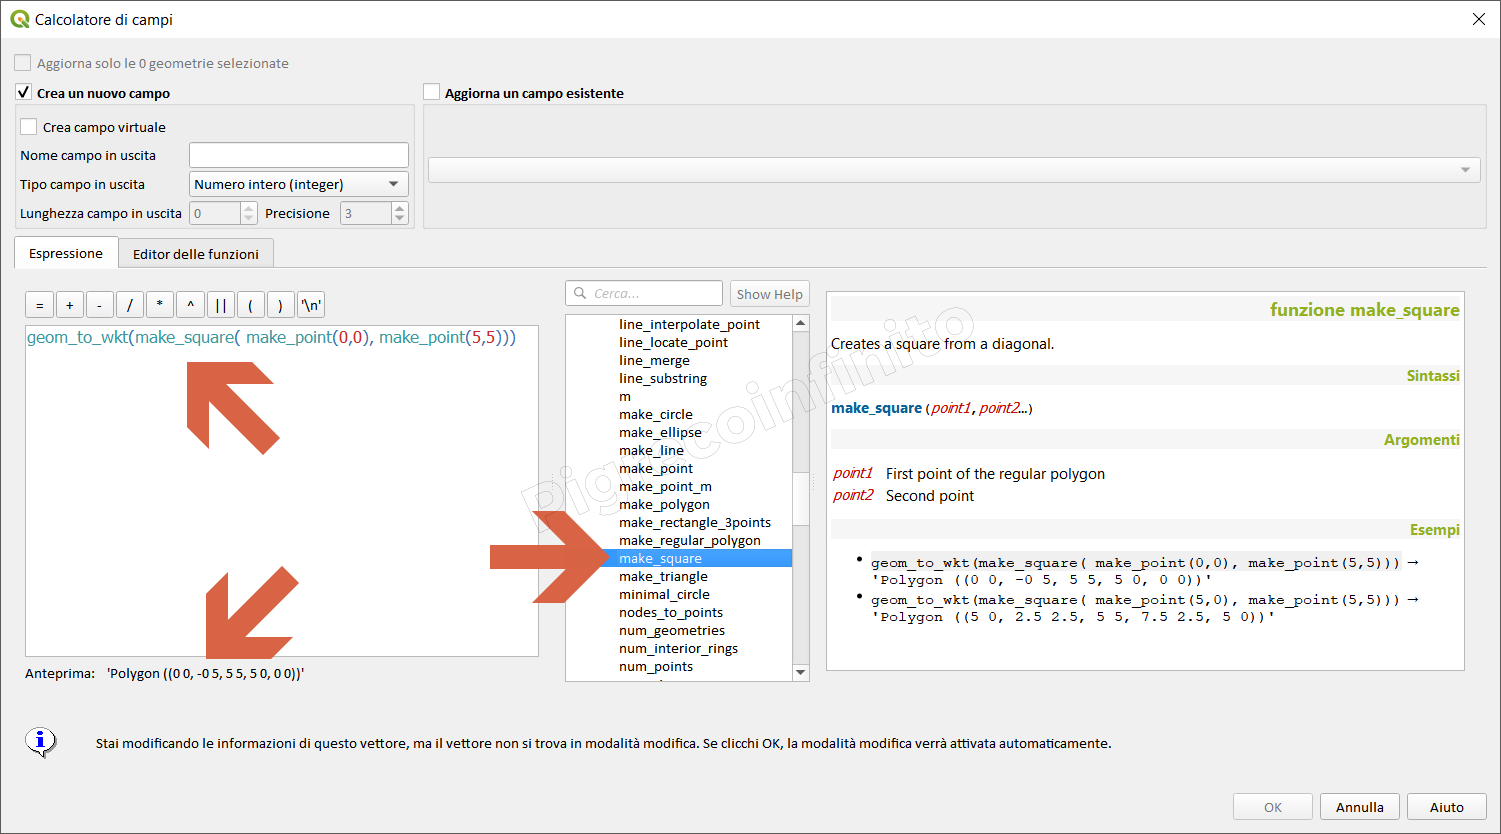 Calcolatore di campi
Aggiorna solo le 0 geometrie selezionate
Crea un nuovo campo
Aggiorna un campo esistente
Crea campo virtuale
Nome campo in uscita
Tipo campo in uscita Numero intero (integer)
Lunghezza campo in uscita 0 Precisione 3
Espressione Editor delle funzioni
= + - / * ^ || ( ) '\n'
geom_to_wkt(make_square( make_point(0,0), make_point(5,5)))
Anteprima: 'Polygon ((0 0, -0 5, 5 5, 5 0, 0 0))'
Cerca... Show Help
line_interpolate_point
line_locate_point
line_merge
line_substring
m
make_circle
make_ellipse
make_line
make_point
make_point_m
make_polygon
make_rectangle_3points
make_regular_polygon
make_square
make_triangle
minimal_circle
nodes_to_points
num_geometries
num_interior_rings
num_points
Pigrecoinfinito
funzione make_square
Creates a square from a diagonal.
Sintassi
make_square(point1, point2…)
Argomenti
point1 First point of the regular polygon
point2 Second point
Esempi
• geom_to_wkt(make_square( make_point(0,0), make_point(5,5))) →
'Polygon ((0 0, -0 5, 5 5, 5 0, 0 0))'
• geom_to_wkt(make_square( make_point(5,0), make_point(5,5))) →
'Polygon ((5 0, 2.5 2.5, 5 5, 7.5 2.5, 5 0))'
Stai modificando le informazioni di questo vettore, ma il vettore non si trova in modalità modifica. Se clicchi OK, la modalità modifica verrà attivata automaticamente.
OK Annulla Aiuto